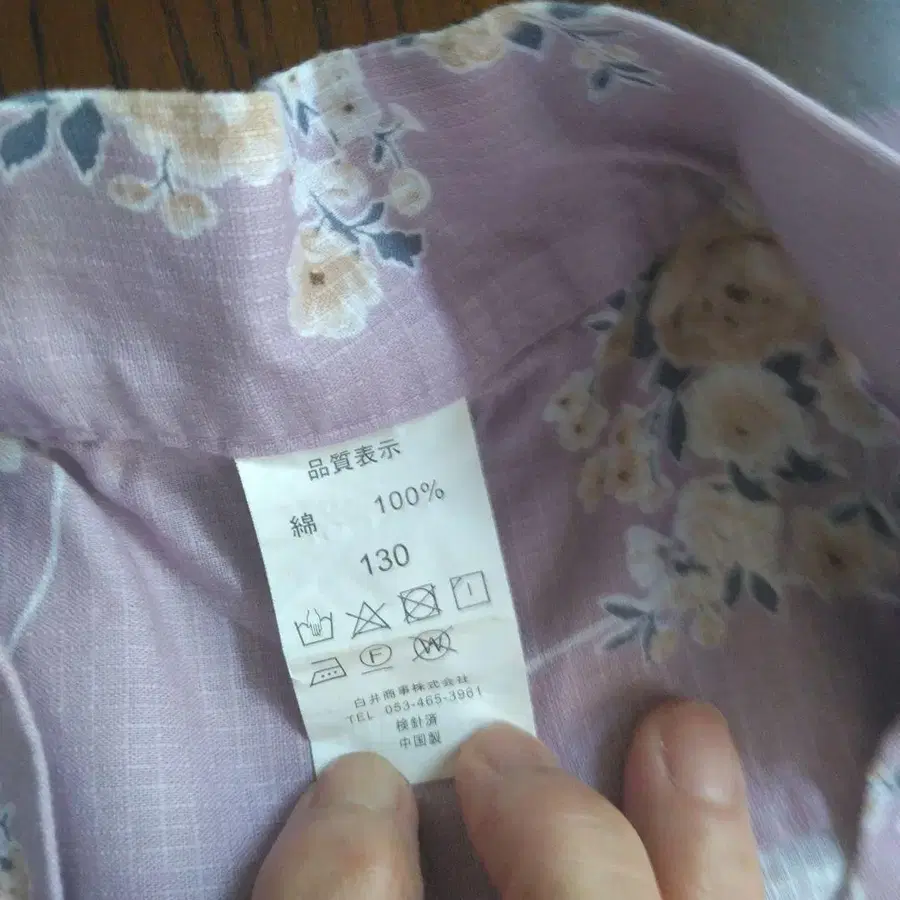 品質表示
綿 100%
130
F
W
白井商事株式会社
TEL 053-465-3961
検針済
中国製